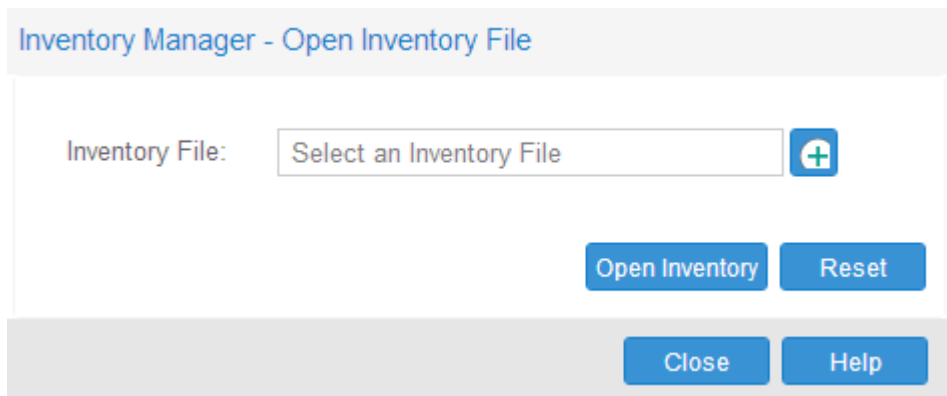 Inventory Manager - Open Inventory File
Inventory File: Select an Inventory File
Open Inventory Reset
Close Help